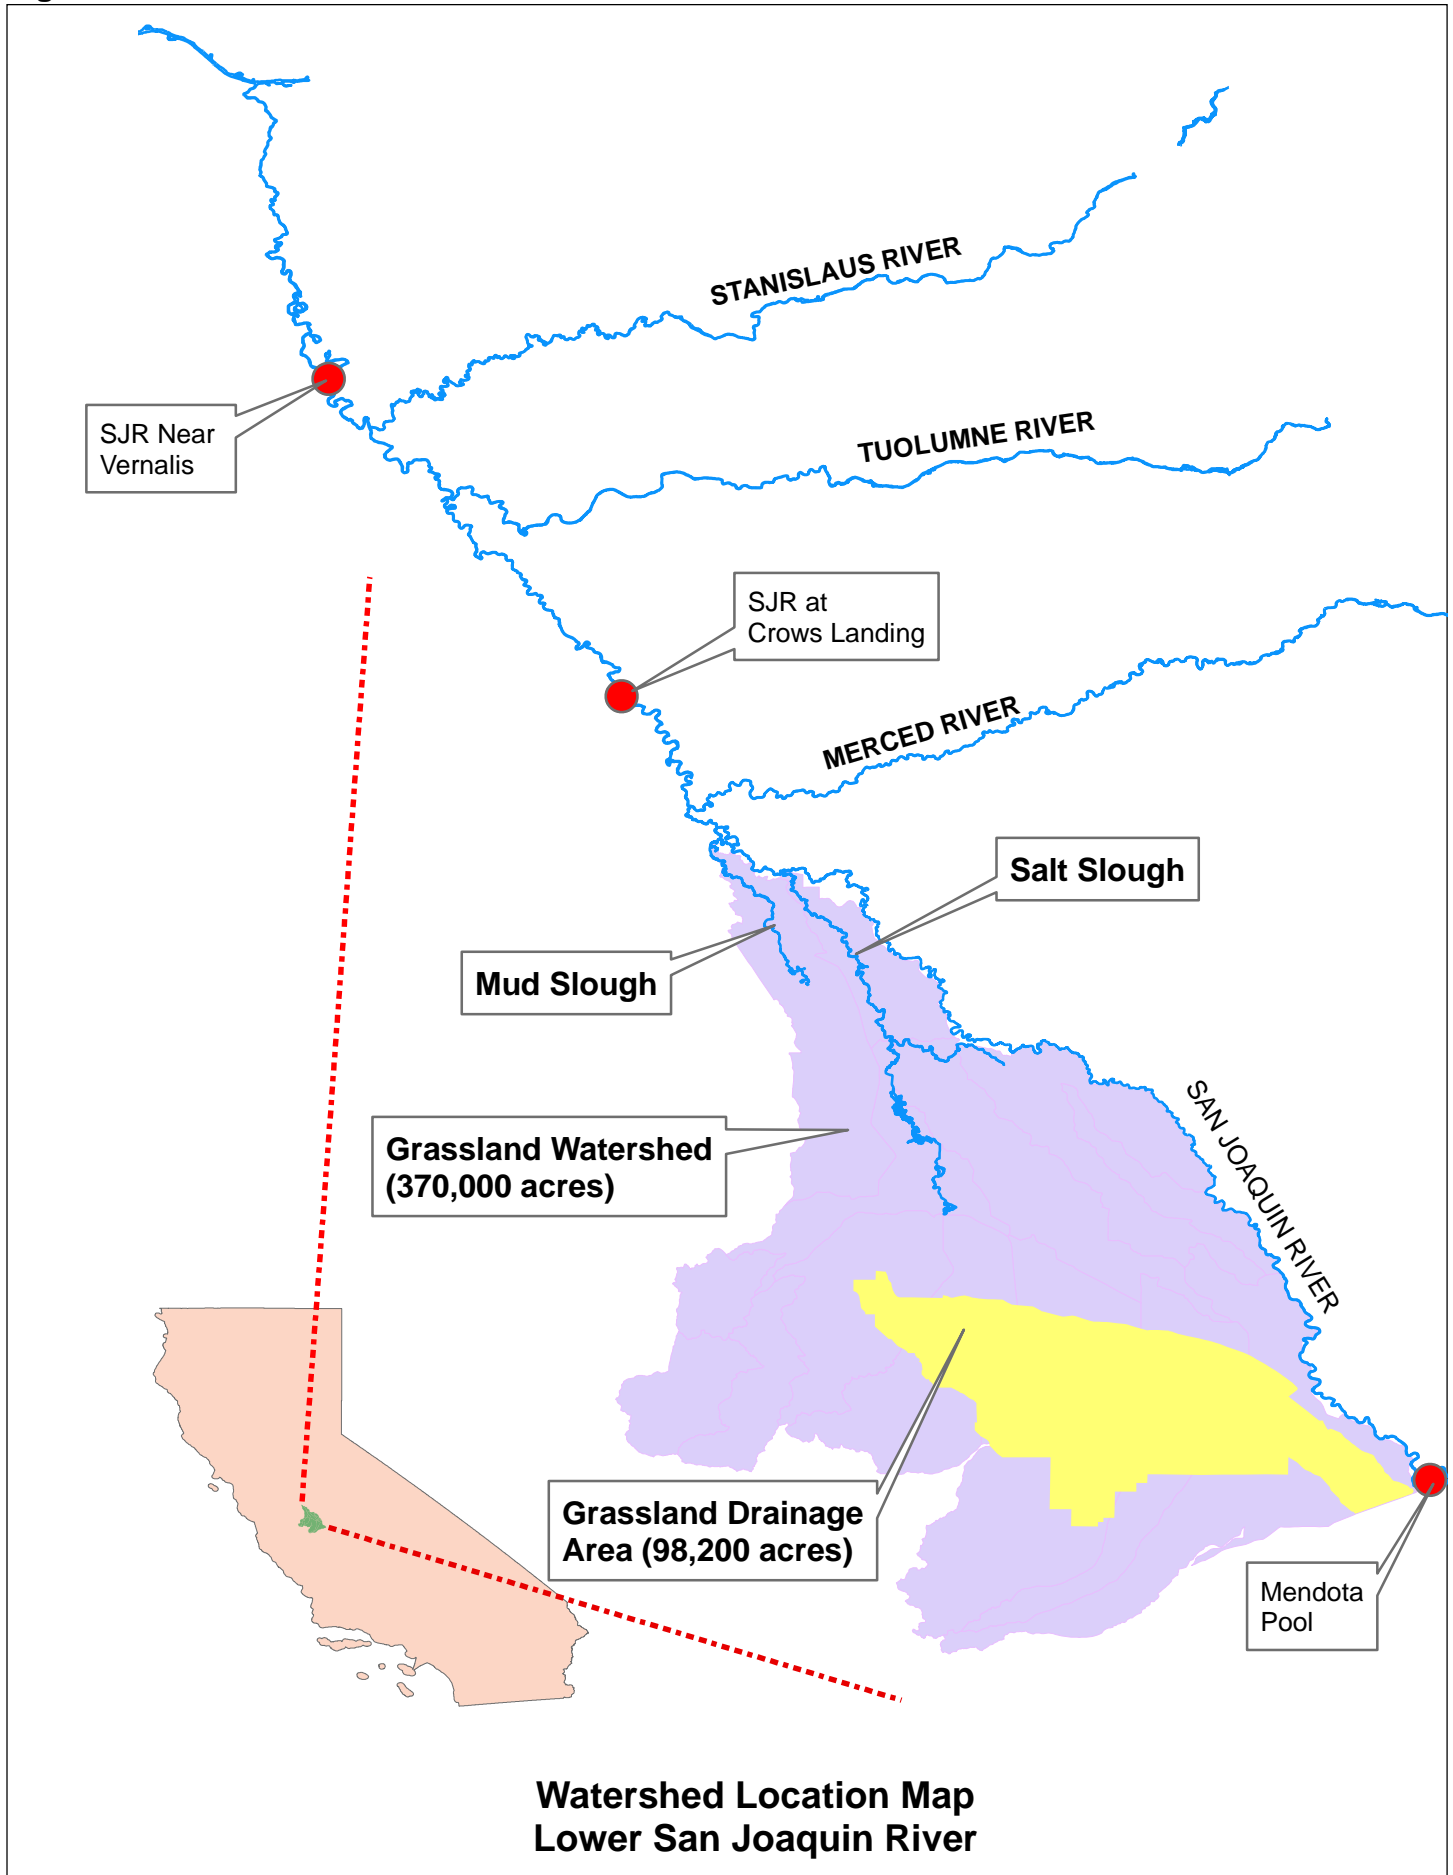 STANISLAUS RIVER
SJR Near
Vernalis
TUOLUMNE RIVER
SJR at
Crows Landing
MERCED RIVER
Salt Slough
Mud Slough
Grassland Watershed
(370,000 acres)
SAN JOAQUIN RIVER
Grassland Drainage
Area (98,200 acres)
Mendota
Pool
Watershed Location Map
Lower San Joaquin River